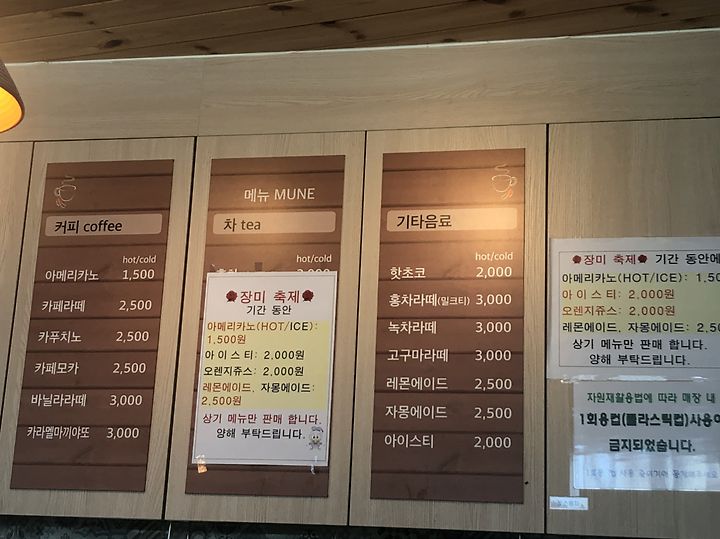 커피 coffee
hot/cold
아메리카노 1,500
카페라떼 2,500
카푸치노 2,500
카페모카 2,500
바닐라라떼 3,000
카라멜마끼야또 3,000
메뉴 MUNE
차 tea
hot/cold
장미 축제
기간 동안
아메리카노(HOT/ICE):
1,500원
아 이 스 티: 2,000원
오렌지쥬스: 2,000원
레몬에이드, 자몽에이드:
2,500원
상기 메뉴만 판매 합니다.
양해 부탁드립니다.
기타음료
hot/cold
핫초코 2,000
홍차라떼(밀크티) 3,000
녹차라떼 3,000
고구마라떼 3,000
레몬에이드 2,500
자몽에이드 2,500
아이스티 2,000
장미 축제 기간 동안에
아메리카노(HOT/ICE): 1,50
아 이 스 티: 2,000원
오렌지쥬스: 2,000원
레몬에이드, 자몽에이드: 2,50
상기 메뉴만 판매 합니다.
양해 부탁드립니다.
자원재활용법에 따라 매장 내
1회용컵(플라스틱컵)사용이
금지되었습니다.